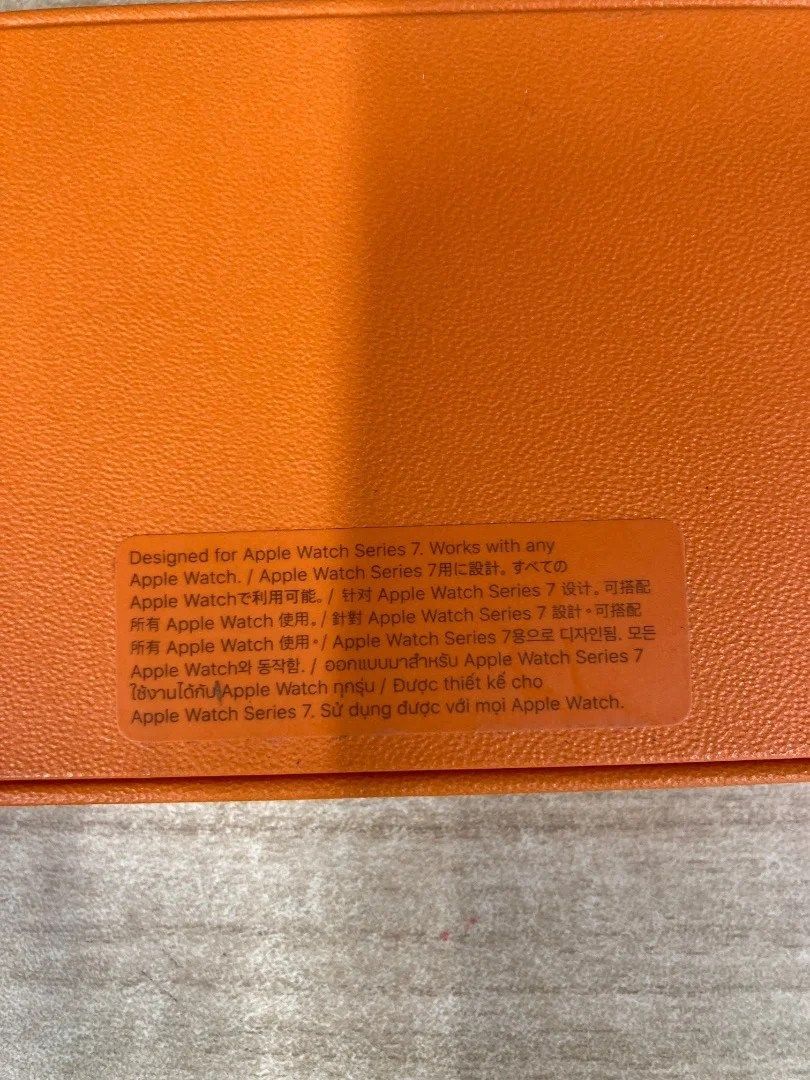 Designed for Apple Watch Series 7. Works with any
Apple Watch. / Apple Watch Series 7用に設計。すべての
Apple Watchで利用可能。/ 针对 Apple Watch Series 7 设计。可搭配
所有 Apple Watch 使用。/ 針對 Apple Watch Series 7 設計。可搭配
所有 Apple Watch 使用。/ Apple Watch Series 7용으로 디자인됨. 모든
Apple Watch와 동작함. / ออกแบบมาสำหรับ Apple Watch Series 7
ใช้งานได้กับ Apple Watch ทุกรุ่น / Được thiết kế cho
Apple Watch Series 7. Sử dụng được với mọi Apple Watch.